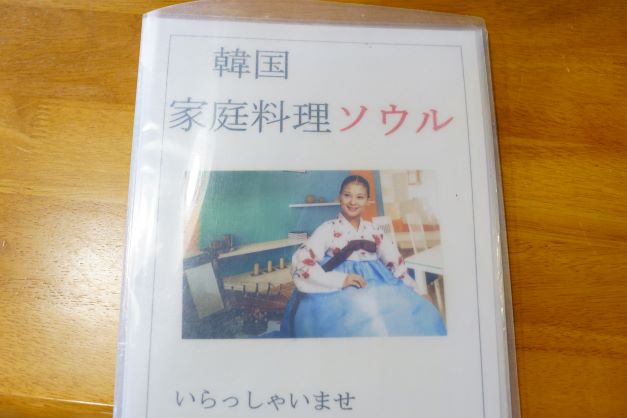 韓国
家庭料理ソウル
いらっしゃいませ